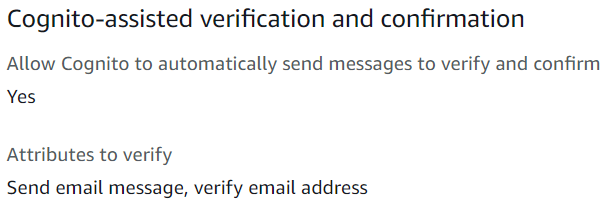 Cognito-assisted verification and confirmation
Allow Cognito to automatically send messages to verify and confirm
Yes
Attributes to verify
Send email message, verify email address